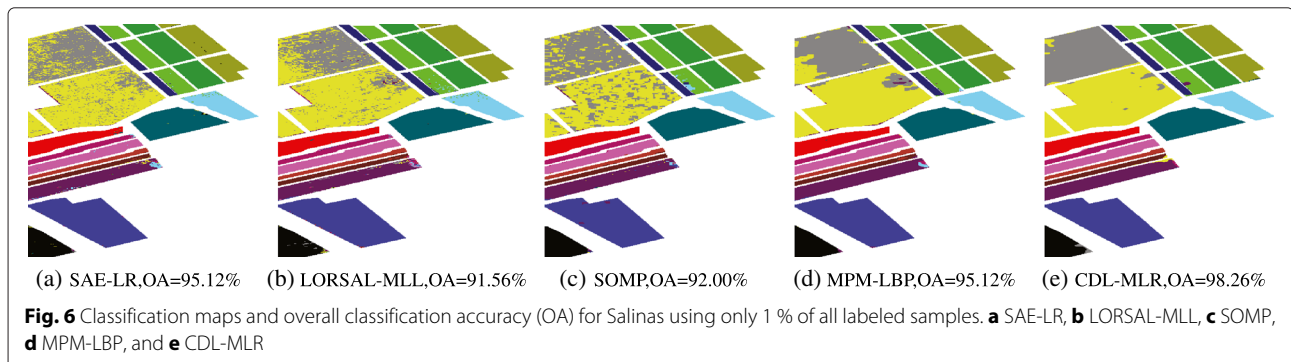 (a) SAE-LR,OA=95.12% (b) LORSAL-MLL,OA=91.56% (c) SOMP,OA=92.00% (d) MPM-LBP,OA=95.12% (e) CDL-MLR,OA=98.26%
Fig. 6 Classification maps and overall classification accuracy (OA) for Salinas using only 1 % of all labeled samples. a SAE-LR, b LORSAL-MLL, c SOMP,
d MPM-LBP, and e CDL-MLR